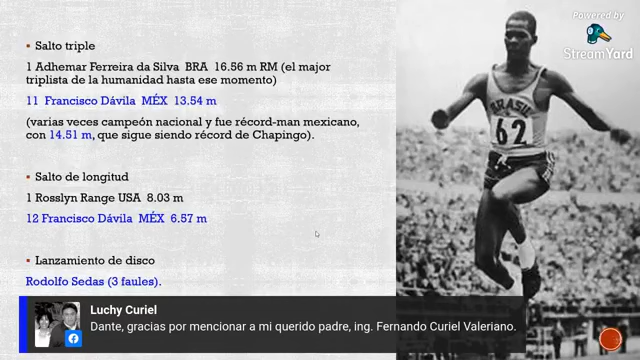 Powered by
StreamYard
Salto triple
1 Adhemar Ferreira da Silva BRA 16.56 m RM (el mejor
triplista de la humanidad hasta ese momento)
11 Francisco Dávila MÉX 13.54 m
(varias veces campeón nacional y fue récord-man mexicano,
con 14.51 m, que sigue siendo récord de Chapingo).
Salto de longitud
1 Rosslyn Range USA 8.03 m
12 Francisco Dávila MÉX 6.57 m
Lanzamiento de disco
Rodolfo Sedas (3 faules).
BRASIL
62
Luchy Curiel
Dante, gracias por mencionar a mi querido padre, ing. Fernando Curiel Valeriano.